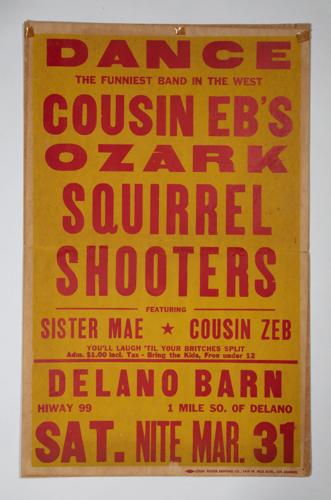 DANCE
THE FUNNIEST BAND IN THE WEST
COUSIN EB'S
OZARK
SQUIRREL
SHOOTERS
FEATURING
SISTER MAE ★ COUSIN ZEB
YOU'LL LAUGH 'TIL YOUR BRITCHES SPLIT
Adm. $1.00 Incl. Tax - Bring the Kids, Free under 12
DELANO BARN
HIWAY 99 1 MILE SO. OF DELANO
SAT. NITE MAR. 31